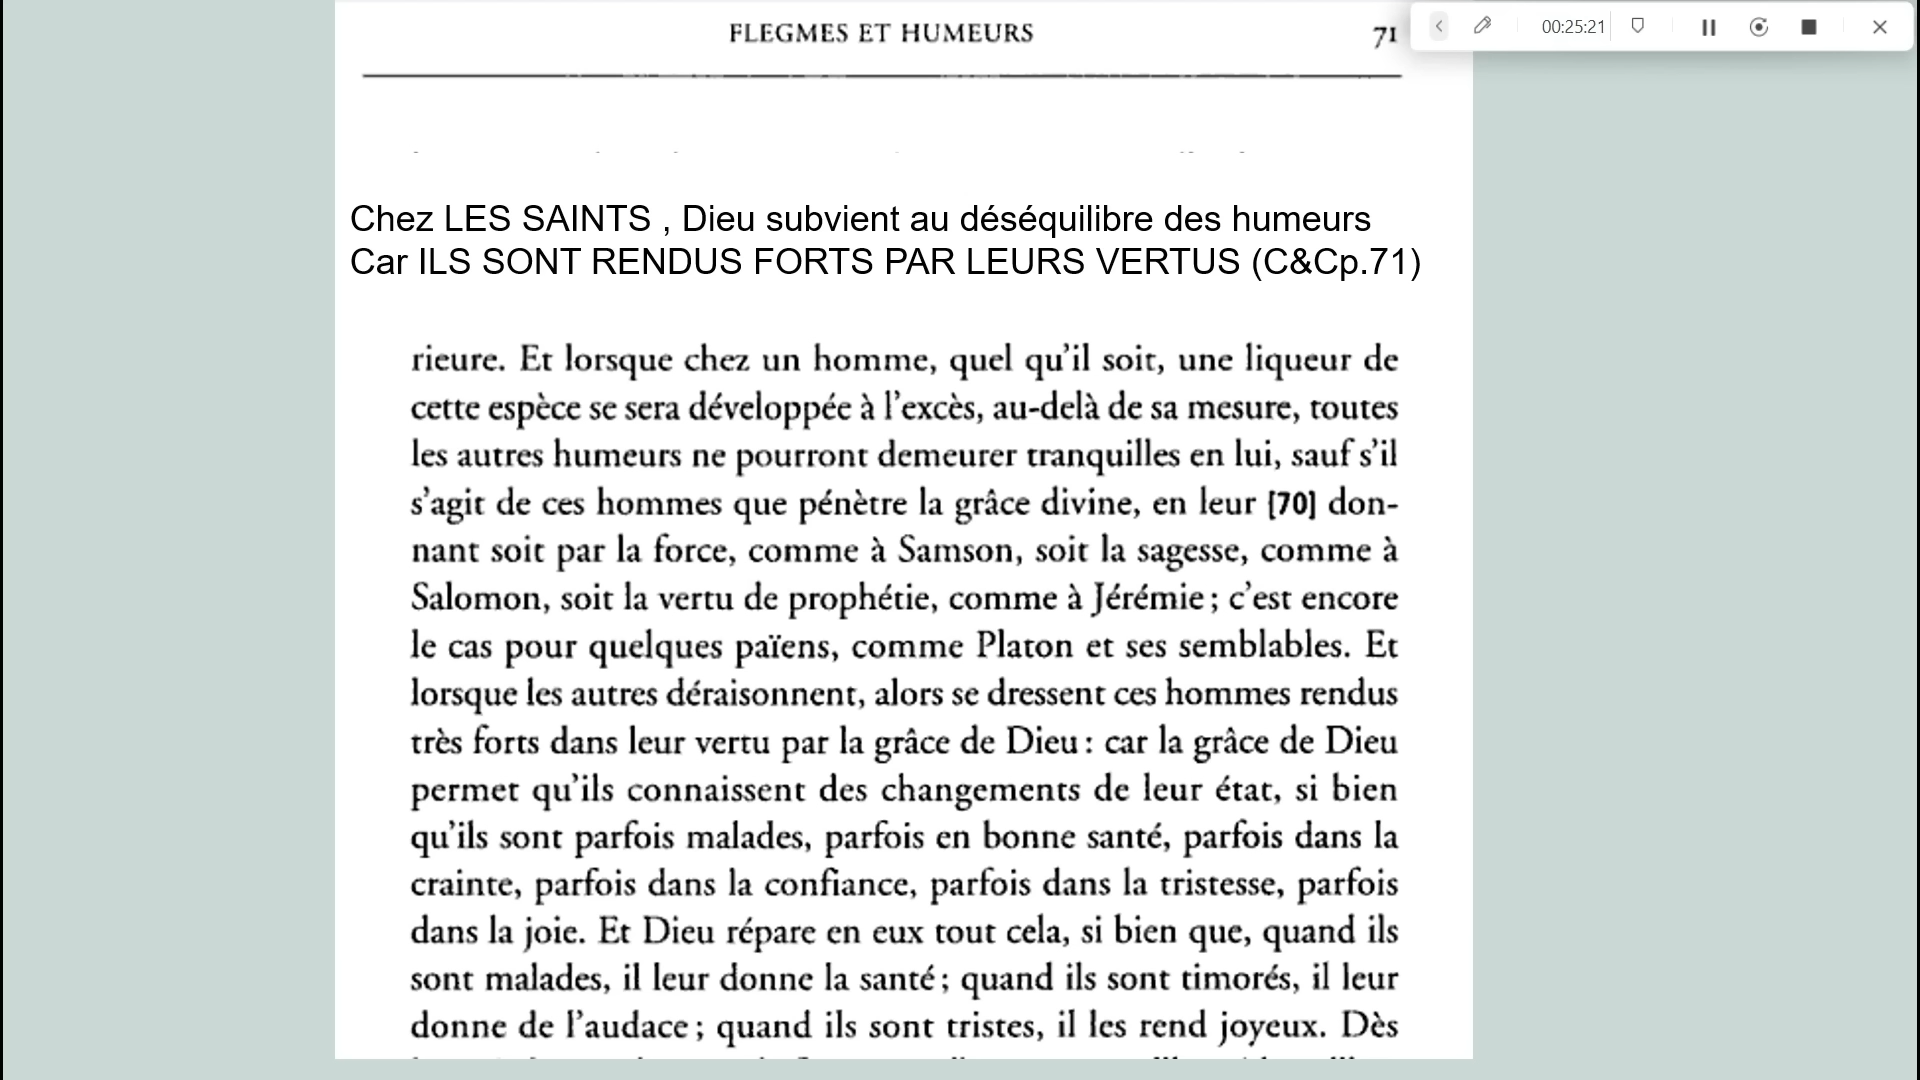 FLEGMES ET HUMEURS 71
00:25:21
Chez LES SAINTS , Dieu subvient au déséquilibre des humeurs
Car ILS SONT RENDUS FORTS PAR LEURS VERTUS (C&Cp.71)
rieure. Et lorsque chez un homme, quel qu'il soit, une liqueur de
cette espèce se sera développée à l'excès, au-delà de sa mesure, toutes
les autres humeurs ne pourront demeurer tranquilles en lui, sauf s'il
s'agit de ces hommes que pénètre la grâce divine, en leur [70] don-
nant soit par la force, comme à Samson, soit la sagesse, comme à
Salomon, soit la vertu de prophétie, comme à Jérémie ; c'est encore
le cas pour quelques païens, comme Platon et ses semblables. Et
lorsque les autres déraisonnent, alors se dressent ces hommes rendus
très forts dans leur vertu par la grâce de Dieu : car la grâce de Dieu
permet qu'ils connaissent des changements de leur état, si bien
qu'ils sont parfois malades, parfois en bonne santé, parfois dans la
crainte, parfois dans la confiance, parfois dans la tristesse, parfois
dans la joie. Et Dieu répare en eux tout cela, si bien que, quand ils
sont malades, il leur donne la santé ; quand ils sont timorés, il leur
donne de l'audace ; quand ils sont tristes, il les rend joyeux. Dès